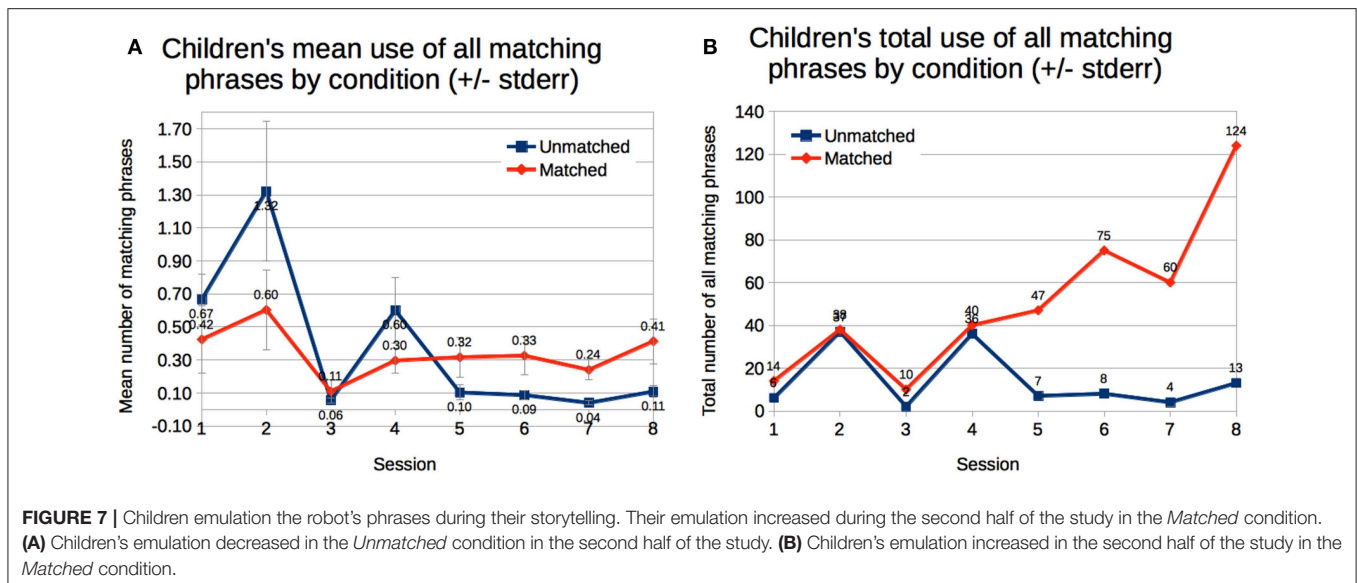 A
Children's mean use of all matching
phrases by condition (+/- stderr)
Mean number of matching phrases
1.70
1.50
1.30
1.10
0.90
0.70
0.50
0.30
0.10
-0.10
Unmatched
Matched
0.67
1.32
0.06
0.60
0.10
0.09
0.04
0.11
0.42
0.60
0.11
0.30
0.32
0.33
0.24
0.41
1 2 3 4 5 6 7 8
Session
B
Children's total use of all matching
phrases by condition (+/- stderr)
Total number of all matching phrases
140
120
100
80
60
40
20
0
Unmatched
Matched
14
38
10
40
47
75
60
124
6
37
2
36
7
8
4
13
1 2 3 4 5 6 7 8
Session
FIGURE 7 | Children emulation the robot's phrases during their storytelling. Their emulation increased during the second half of the study in the Matched condition.
(A) Children's emulation decreased in the Unmatched condition in the second half of the study. (B) Children's emulation increased in the second half of the study in the
Matched condition.